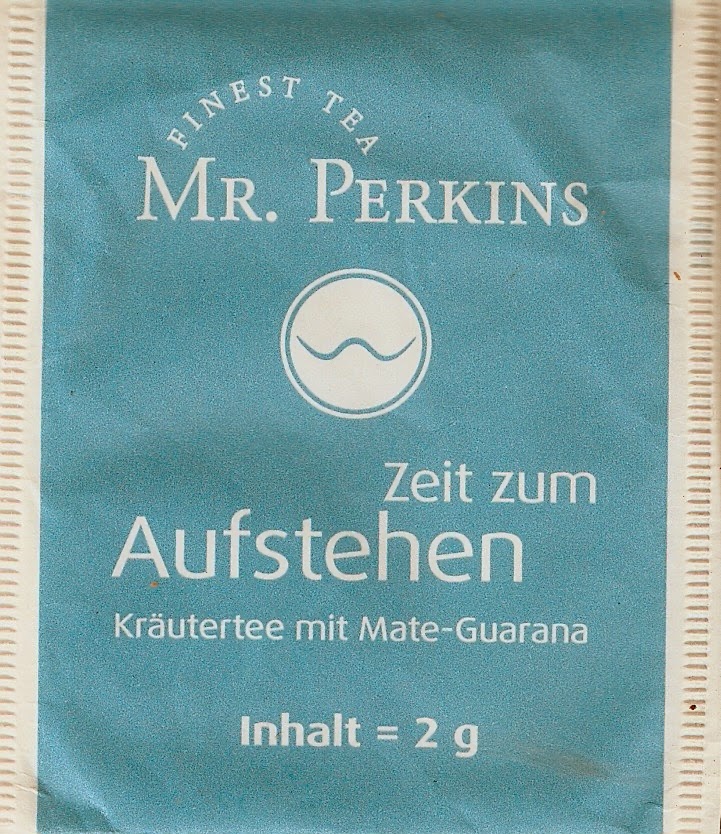 FINEST TEA
MR. PERKINS
Zeit zum
Aufstehen
Kräutertee mit Mate-Guarana
Inhalt = 2 g